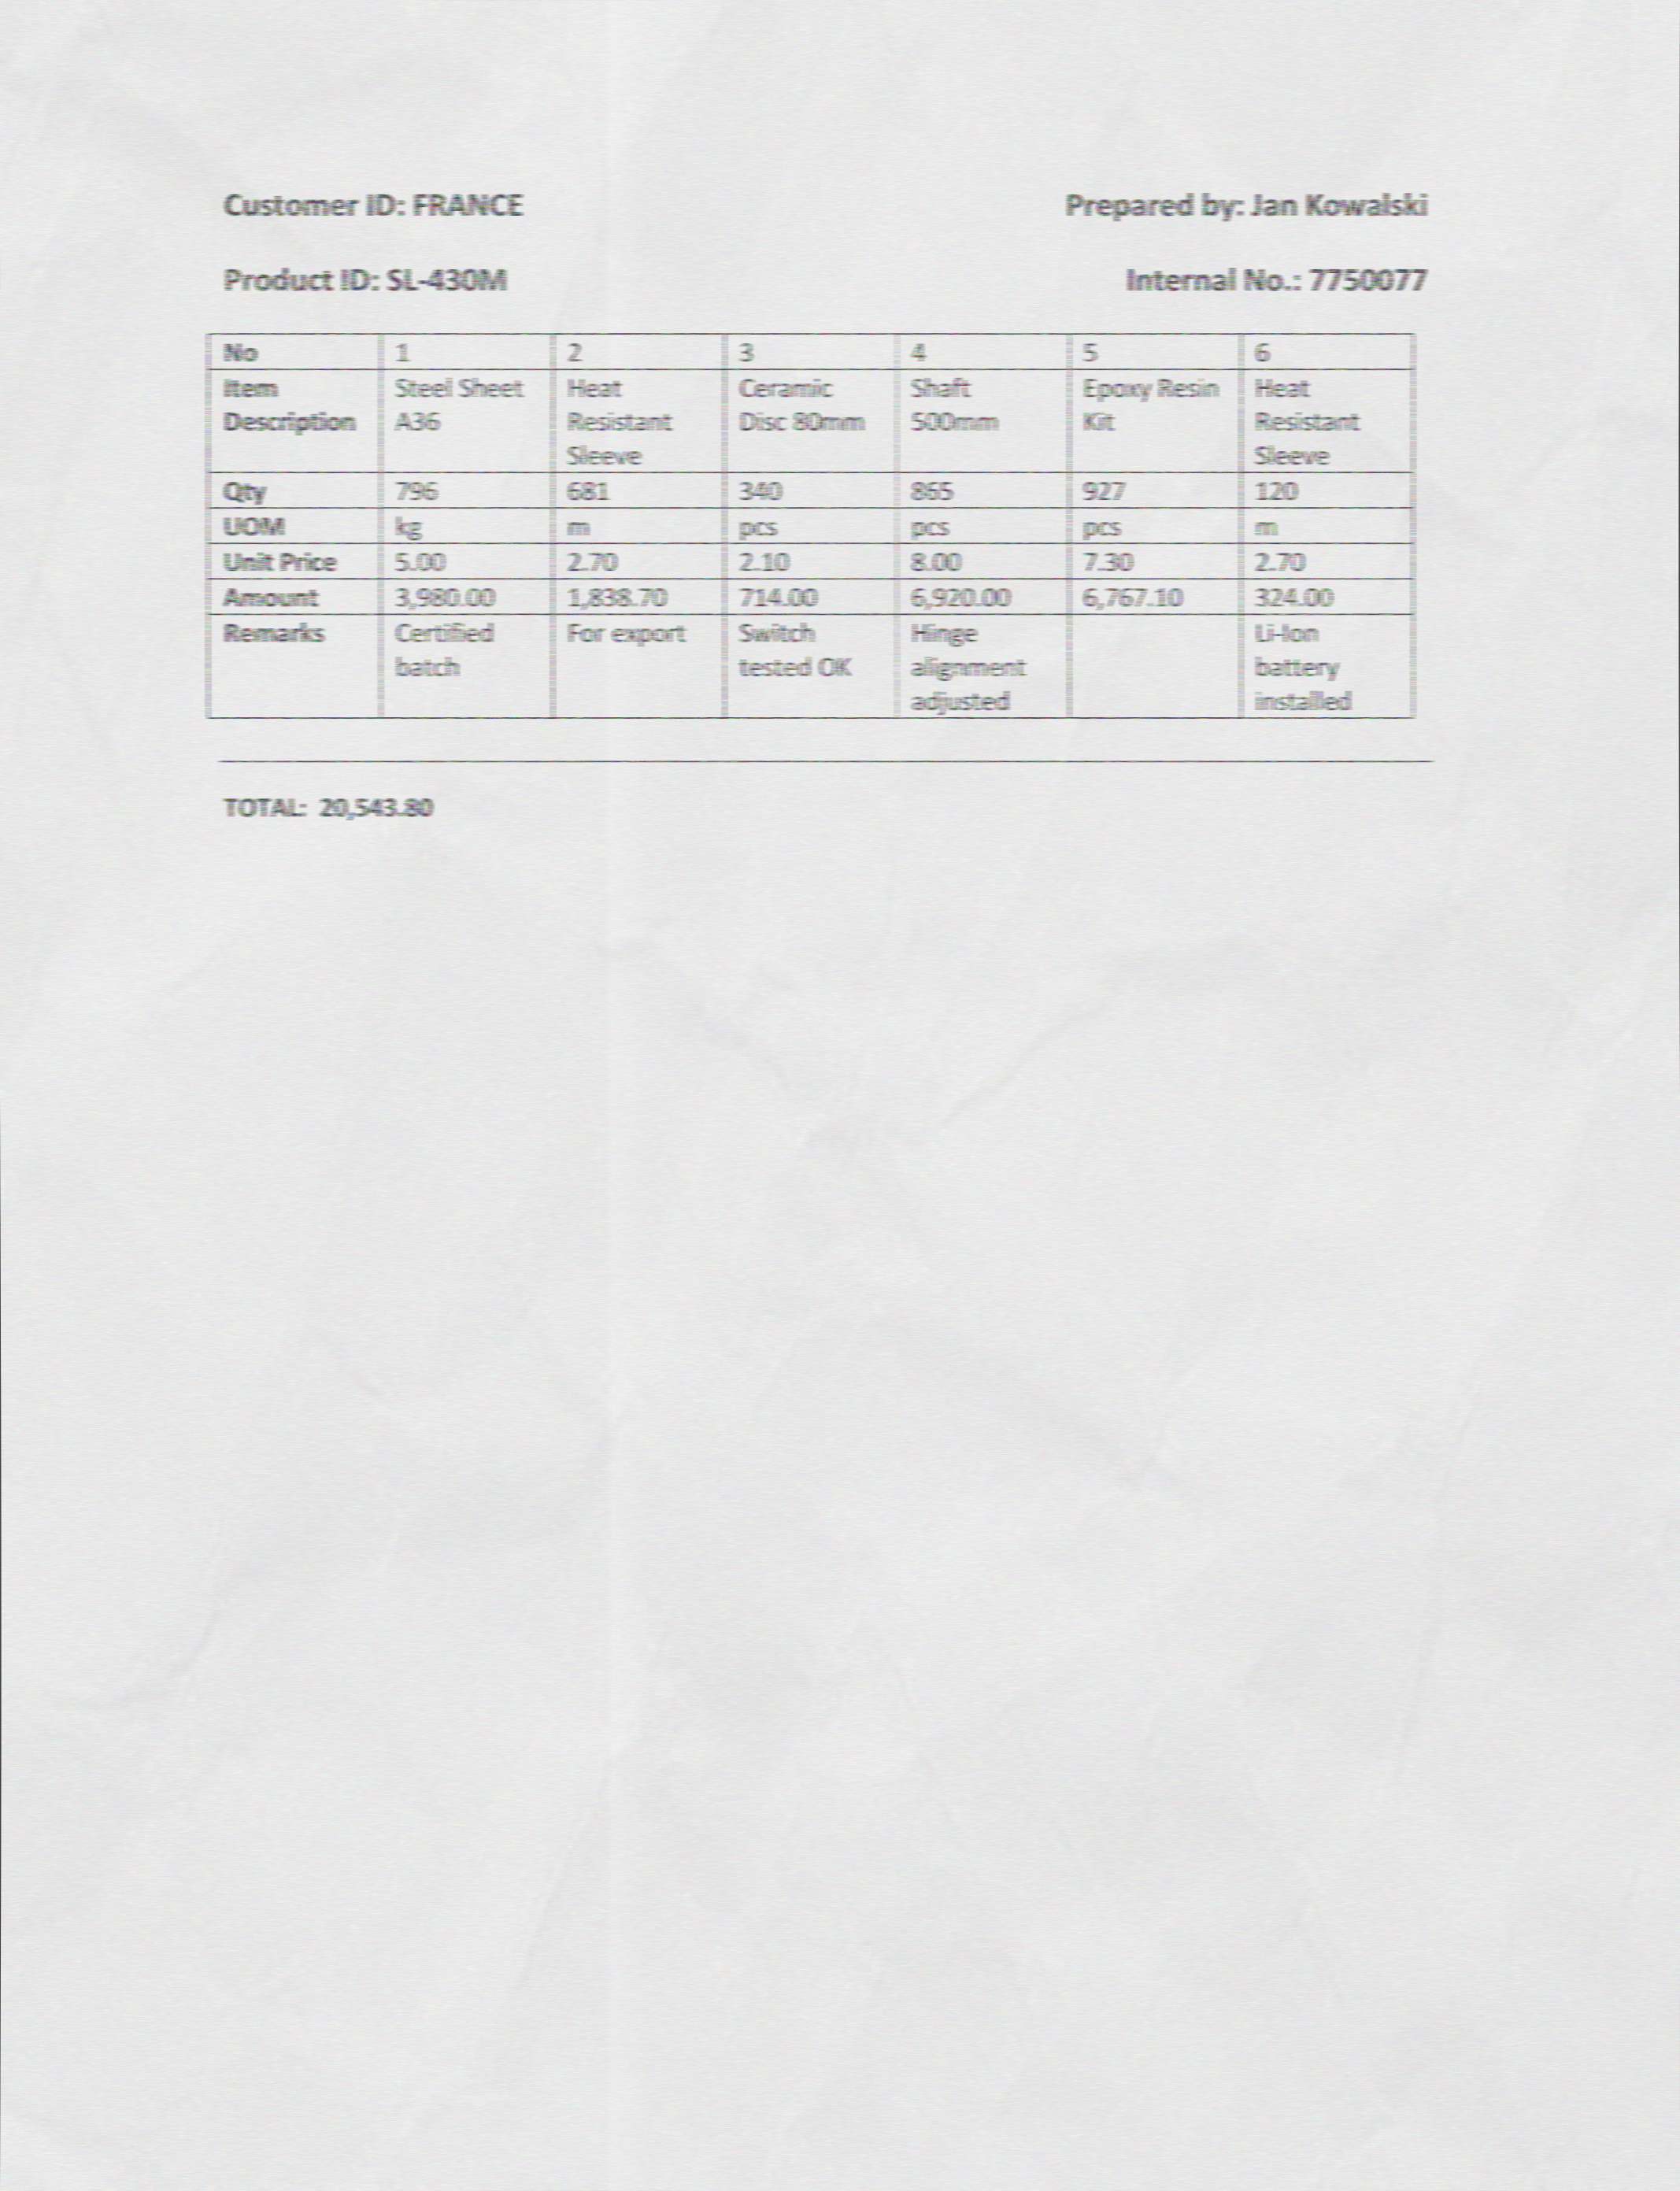 Customer ID: FRANCE Prepared by: Jan Kowalski
Product ID: SL-430M Internal No.: 7750077
No 1 2 3 4 5 6
Item Steel Sheet Heat Ceramic Shaft Epoxy Resin Heat
Description A36 Resistant Disc 80mm 500mm Kit Resistant
Sleeve Sleeve
Qty 796 681 340 865 927 120
UOM kg m pcs pcs pcs m
Unit Price 5.00 2.70 2.10 8.00 7.30 2.70
Amount 3,980.00 1,838.70 714.00 6,920.00 6,767.10 324.00
Remarks Certified For export Switch Hinge Li-Ion
batch tested OK alignment battery
adjusted installed
TOTAL: 20,543.80